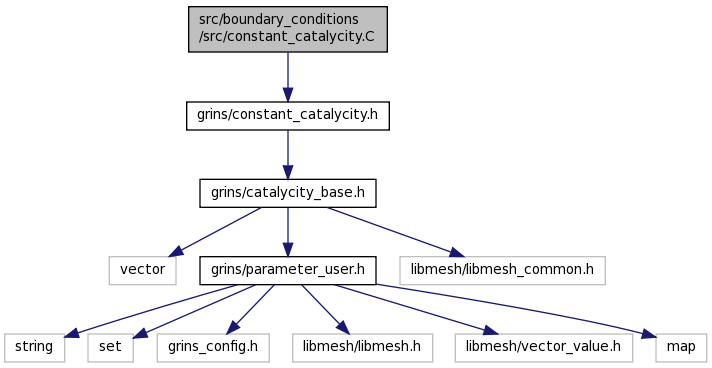 src/boundary_conditions
/src/constant_catalycity.C
grins/constant_catalycity.h
grins/catalycity_base.h
vector
grins/parameter_user.h
libmesh/libmesh_common.h
string
set
grins_config.h
libmesh/libmesh.h
libmesh/vector_value.h
map